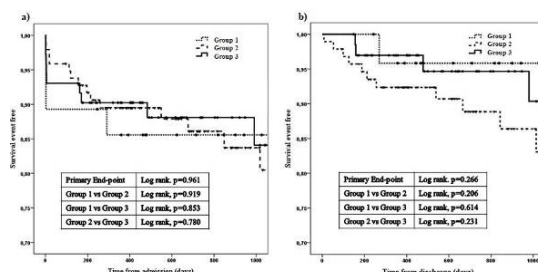 a)
Group 1
Group 2
Group 3
Survival event free
1,00
0,95
0,90
0,85
0,80
0,75
0,70
Primary End-point Log rank, p=0.961
Group 1 vs Group 2 Log rank, p=0.919
Group 1 vs Group 3 Log rank, p=0.853
Group 2 vs Group 3 Log rank, p=0.780
0 200 400 600 800 1000
Time from admission (days)
b)
Group 1
Group 2
Group 3
Survival event free
1,00
0,95
0,90
0,85
0,80
0,75
0,70
Primary End-point Log rank, p=0.266
Group 1 vs Group 2 Log rank, p=0.206
Group 1 vs Group 3 Log rank, p=0.614
Group 2 vs Group 3 Log rank, p=0.231
0 200 400 600 800 1000
Time from discharge (days)